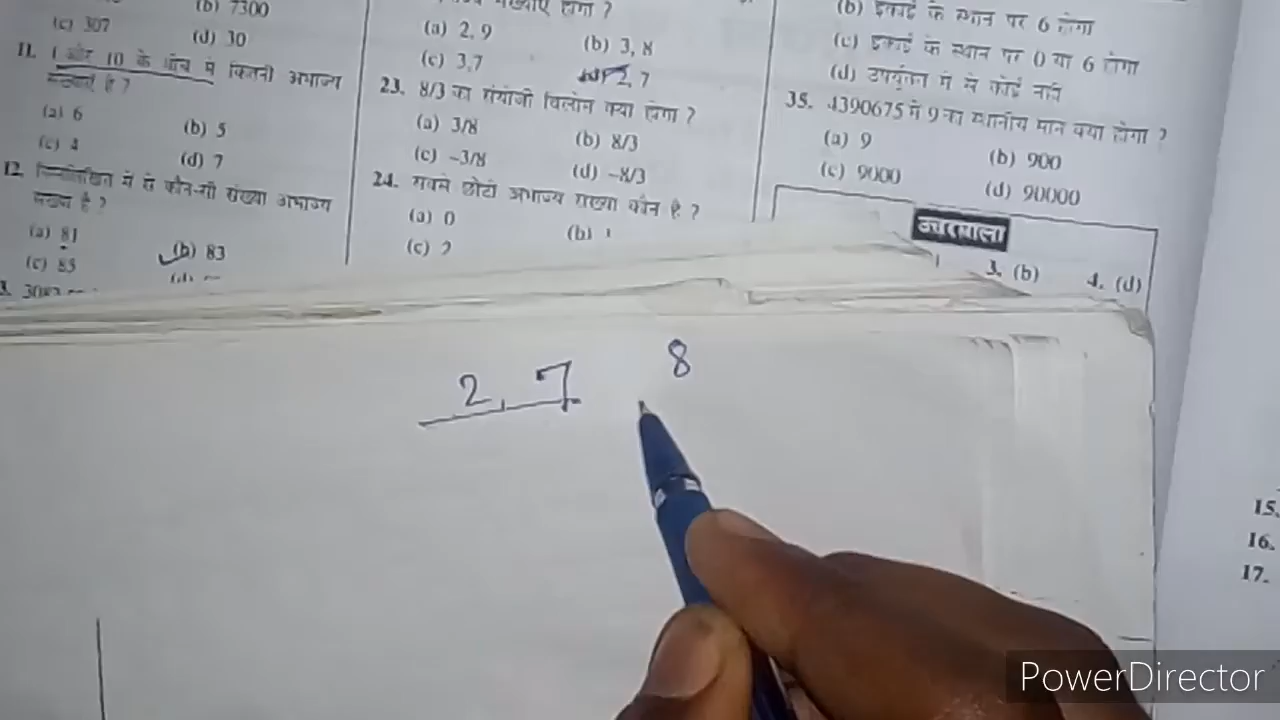 (b) 7300
(c) 307
(d) 30
11. 1 और 10 के बीच में कितनी अभाज्य
संख्याएँ है ?
(a) 6
(b) 5
(c) 4
(d) 7
12. निम्नलिखित में से कौन-सी संख्या अभाज्य
संख्या है ?
(a) 81
(b) 83
(c) 85
होगा ?
(a) 2, 9
(b) 3, 8
(c) 3,7
(d) 2, 7
23. 8/3 का संयोजी विलोम क्या होगा ?
(a) 3/8
(b) 8/3
(c) -3/8
(d) -8/3
24. सबसे छोटी अभाज्य संख्या कौन है ?
(a) 0
(b) 1
(c) 2
(b) इकाई के स्थान पर 6 होगा
(c) इकाई के स्थान पर 0 या 6 होगा
(d) उपर्युक्त में से कोई नहीं
35. 4390675 में 9 का स्थानीय मान क्या होगा ?
(a) 9
(b) 900
(c) 9000
(d) 90000
उत्तरमाला
3. (b) 4. (d)
2, 7 8
15.
16.
17.
PowerDirector